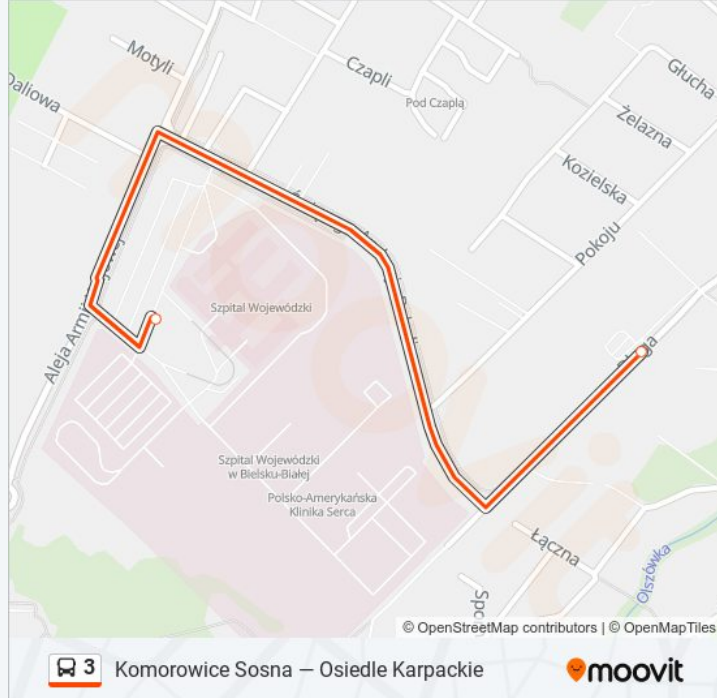 Motyli
Daliowa
Czapli
Pod Czaplą
Głucha
Żelazna
Kozielska
Pokoju
Szpital Wojewódzki
Aleja Armii
Szpital Wojewódzki
w Bielsku-Białej
Polsko-Amerykańska
Klinika Serca
Łączna
Olszówka
© OpenStreetMap contributors | © OpenMapTiles
3 Komorowice Sosna — Osiedle Karpackie
moovit